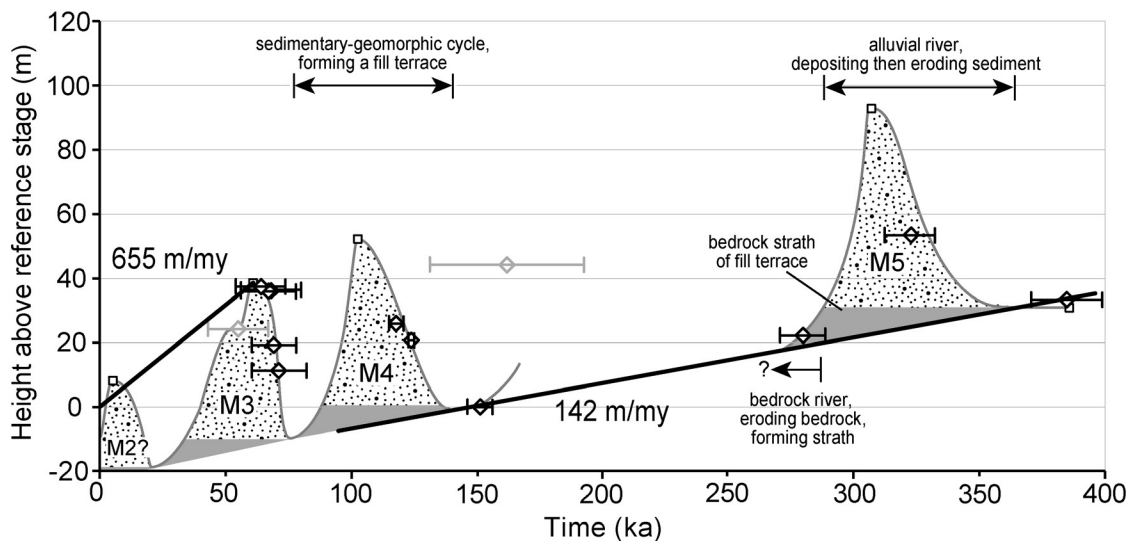 120
100
80
60
40
20
0
-20
Height above reference stage (m)
sedimentary-geomorphic cycle,
forming a fill terrace
alluvial river,
depositing then eroding sediment
655 m/my
bedrock strath
of fill terrace
M5
M4
M3
M2?
142 m/my
?
bedrock river,
eroding bedrock,
forming strath
0
50
100
150
200
250
300
350
400
Time (ka)